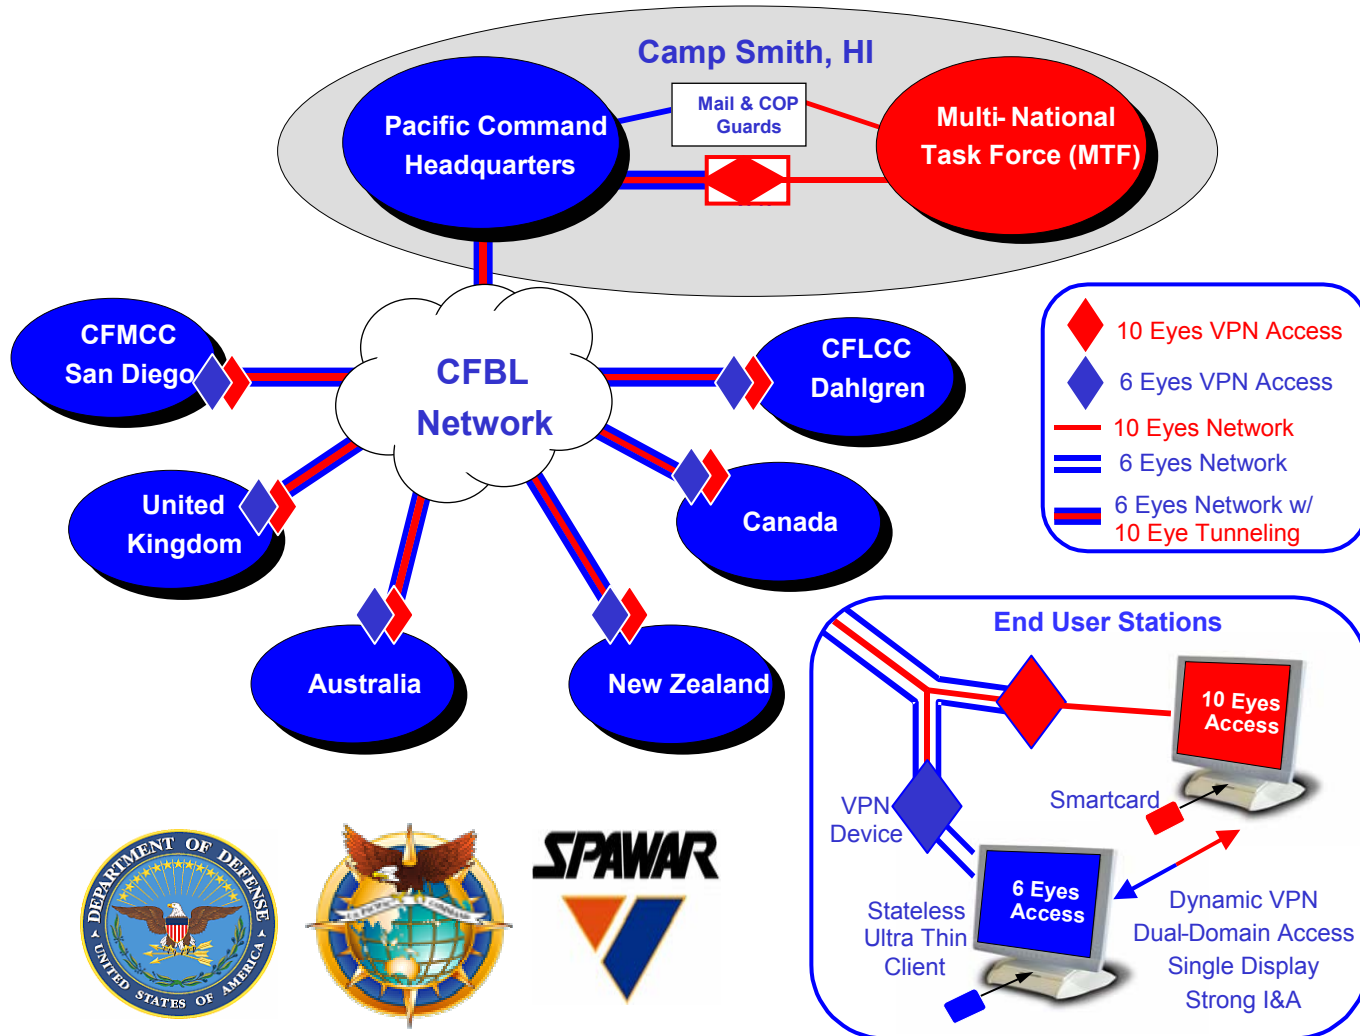 Camp Smith, HI
Pacific Command
Headquarters
Mail & COP
Guards
Multi- National
Task Force (MTF)
CFMCC
San Diego
CFBL
Network
CFLCC
Dahlgren
United
Kingdom
Canada
Australia
New Zealand
10 Eyes VPN Access
6 Eyes VPN Access
10 Eyes Network
6 Eyes Network
6 Eyes Network w/
10 Eye Tunneling
End User Stations
10 Eyes
Access
Smartcard
VPN
Device
6 Eyes
Access
Stateless
Ultra Thin
Client
Dynamic VPN
Dual-Domain Access
Single Display
Strong I&A
DEPARTMENT OF DEFENSE
UNITED STATES OF AMERICA
U.S. PACIFIC COMMAND
SPAWAR